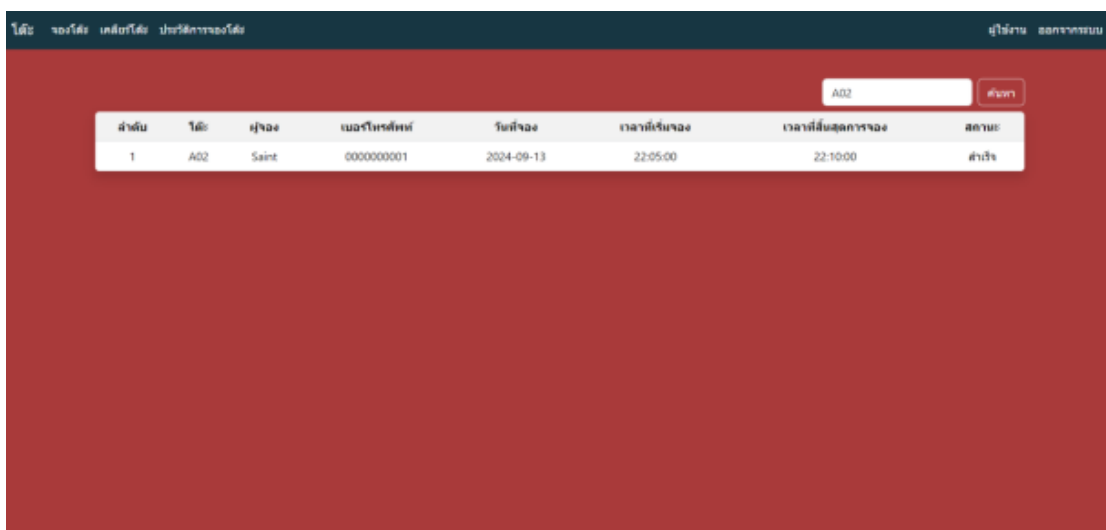 โต๊ะ จองโต๊ะ เคลียร์โต๊ะ ประวัติการจองโต๊ะ ผู้ใช้งาน ออกจากระบบ
A02 ค้นหา
ลำดับ โต๊ะ ผู้จอง เบอร์โทรศัพท์ วันที่จอง เวลาที่เริ่มจอง เวลาที่สิ้นสุดการจอง สถานะ
1 A02 Saint 0000000001 2024-09-13 22:05:00 22:10:00 สำเร็จ